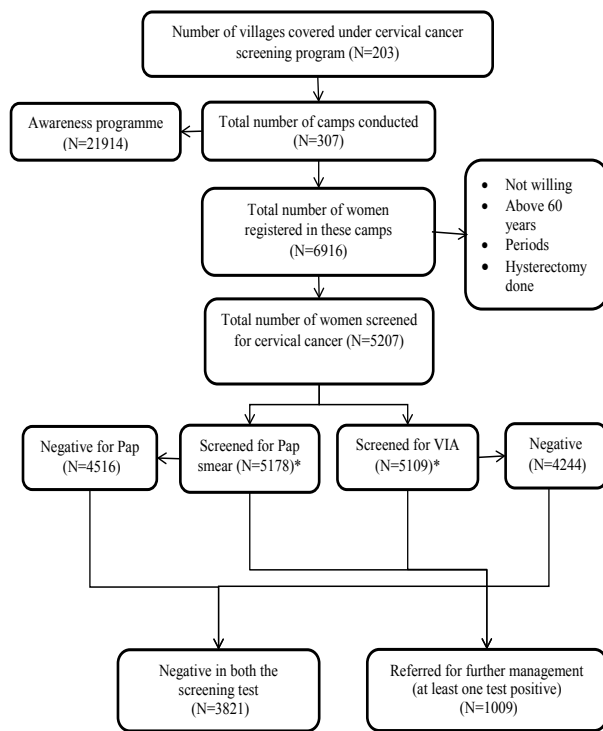 Number of villages covered under cervical cancer
screening program (N=203)
Awareness programme
(N=21914)
Total number of camps conducted
(N=307)
Total number of women
registered in these camps
(N=6916)
• Not willing
• Above 60
years
• Periods
• Hysterectomy
done
Total number of women screened
for cervical cancer (N=5207)
Negative for Pap
(N=4516)
Screened for Pap
smear (N=5178)*
Screened for VIA
(N=5109)*
Negative
(N=4244)
Negative in both the
screening test
(N=3821)
Referred for further management
(at least one test positive)
(N=1009)